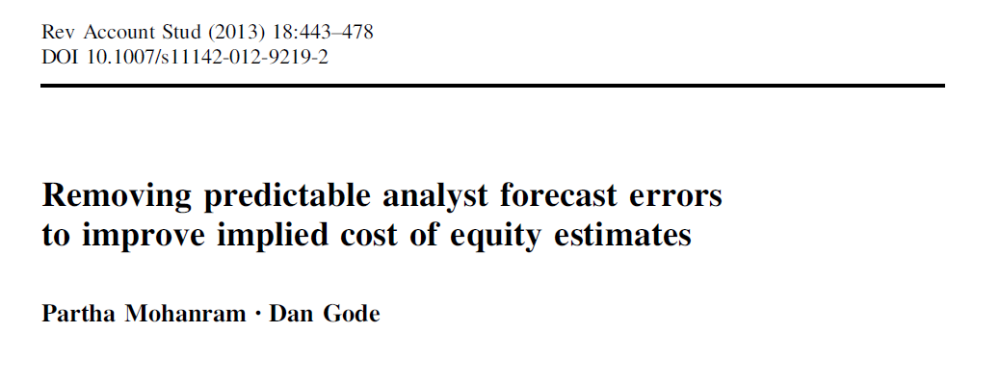 Rev Account Stud (2013) 18:443–478
DOI 10.1007/s11142-012-9219-2
Removing predictable analyst forecast errors
to improve implied cost of equity estimates
Partha Mohanram · Dan Gode